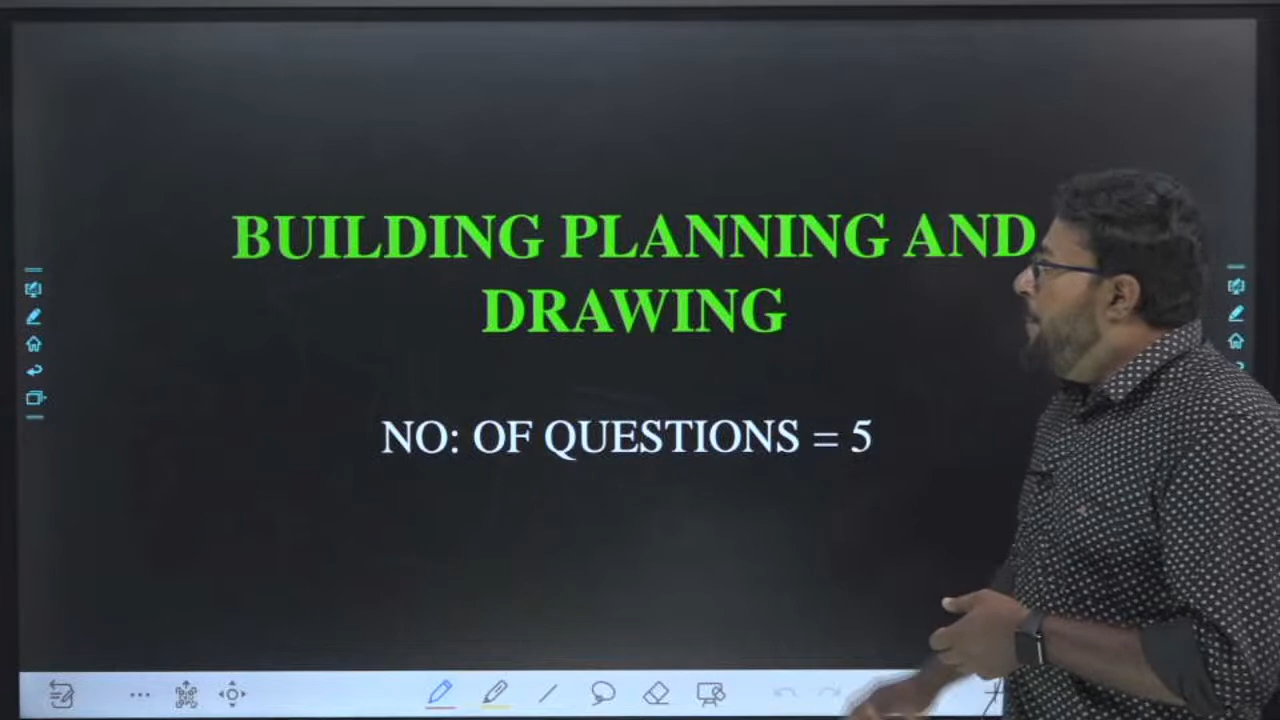 BUILDING PLANNING AND
DRAWING
NO: OF QUESTIONS = 5